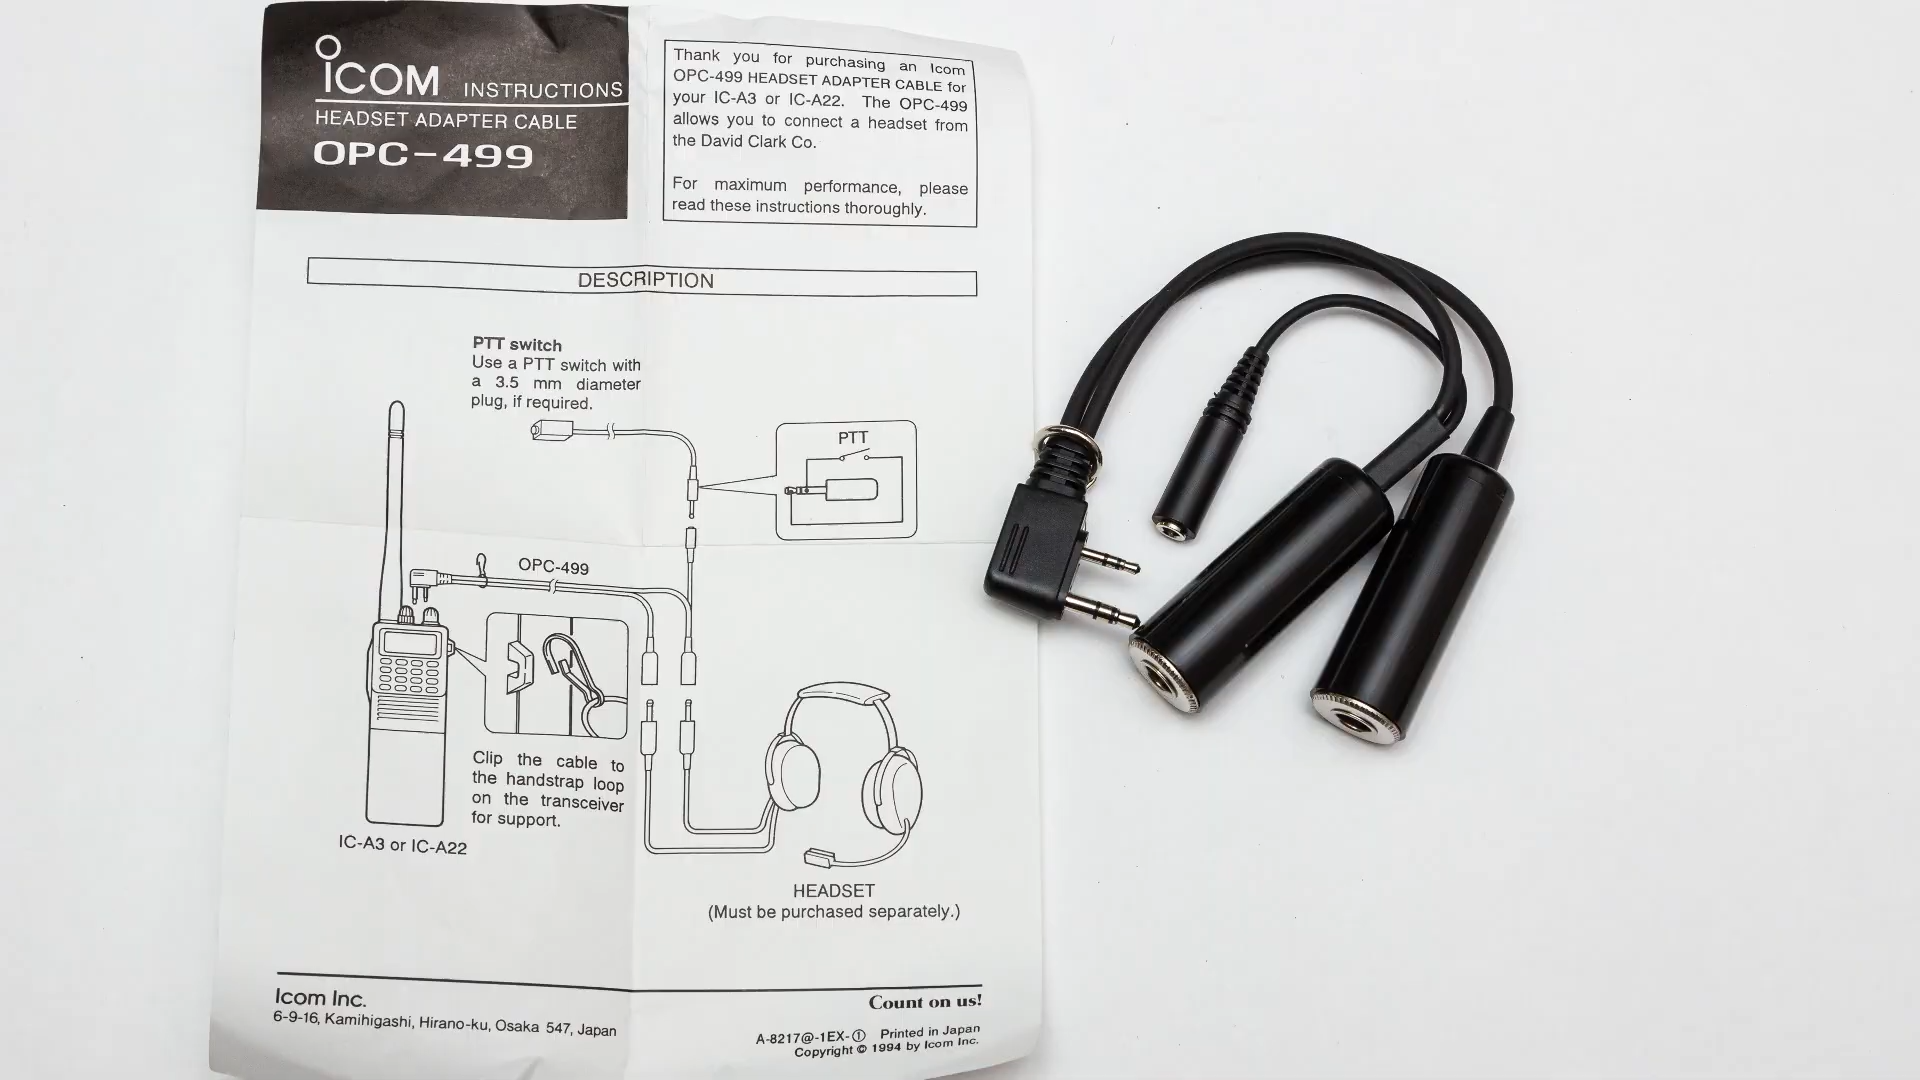 ICOM INSTRUCTIONS
HEADSET ADAPTER CABLE
OPC-499
Thank you for purchasing an Icom
OPC-499 HEADSET ADAPTER CABLE for
your IC-A3 or IC-A22. The OPC-499
allows you to connect a headset from
the David Clark Co.
For maximum performance, please
read these instructions thoroughly.
DESCRIPTION
PTT switch
Use a PTT switch with
a 3.5 mm diameter
plug, if required.
PTT
OPC-499
Clip the cable to
the handstrap loop
on the transceiver
for support.
IC-A3 or IC-A22
HEADSET
(Must be purchased separately.)
Icom Inc.
6-9-16, Kamihigashi, Hirano-ku, Osaka 547, Japan
Count on us!
A-8217@-1EX-① Printed in Japan
Copyright © 1994 by Icom Inc.